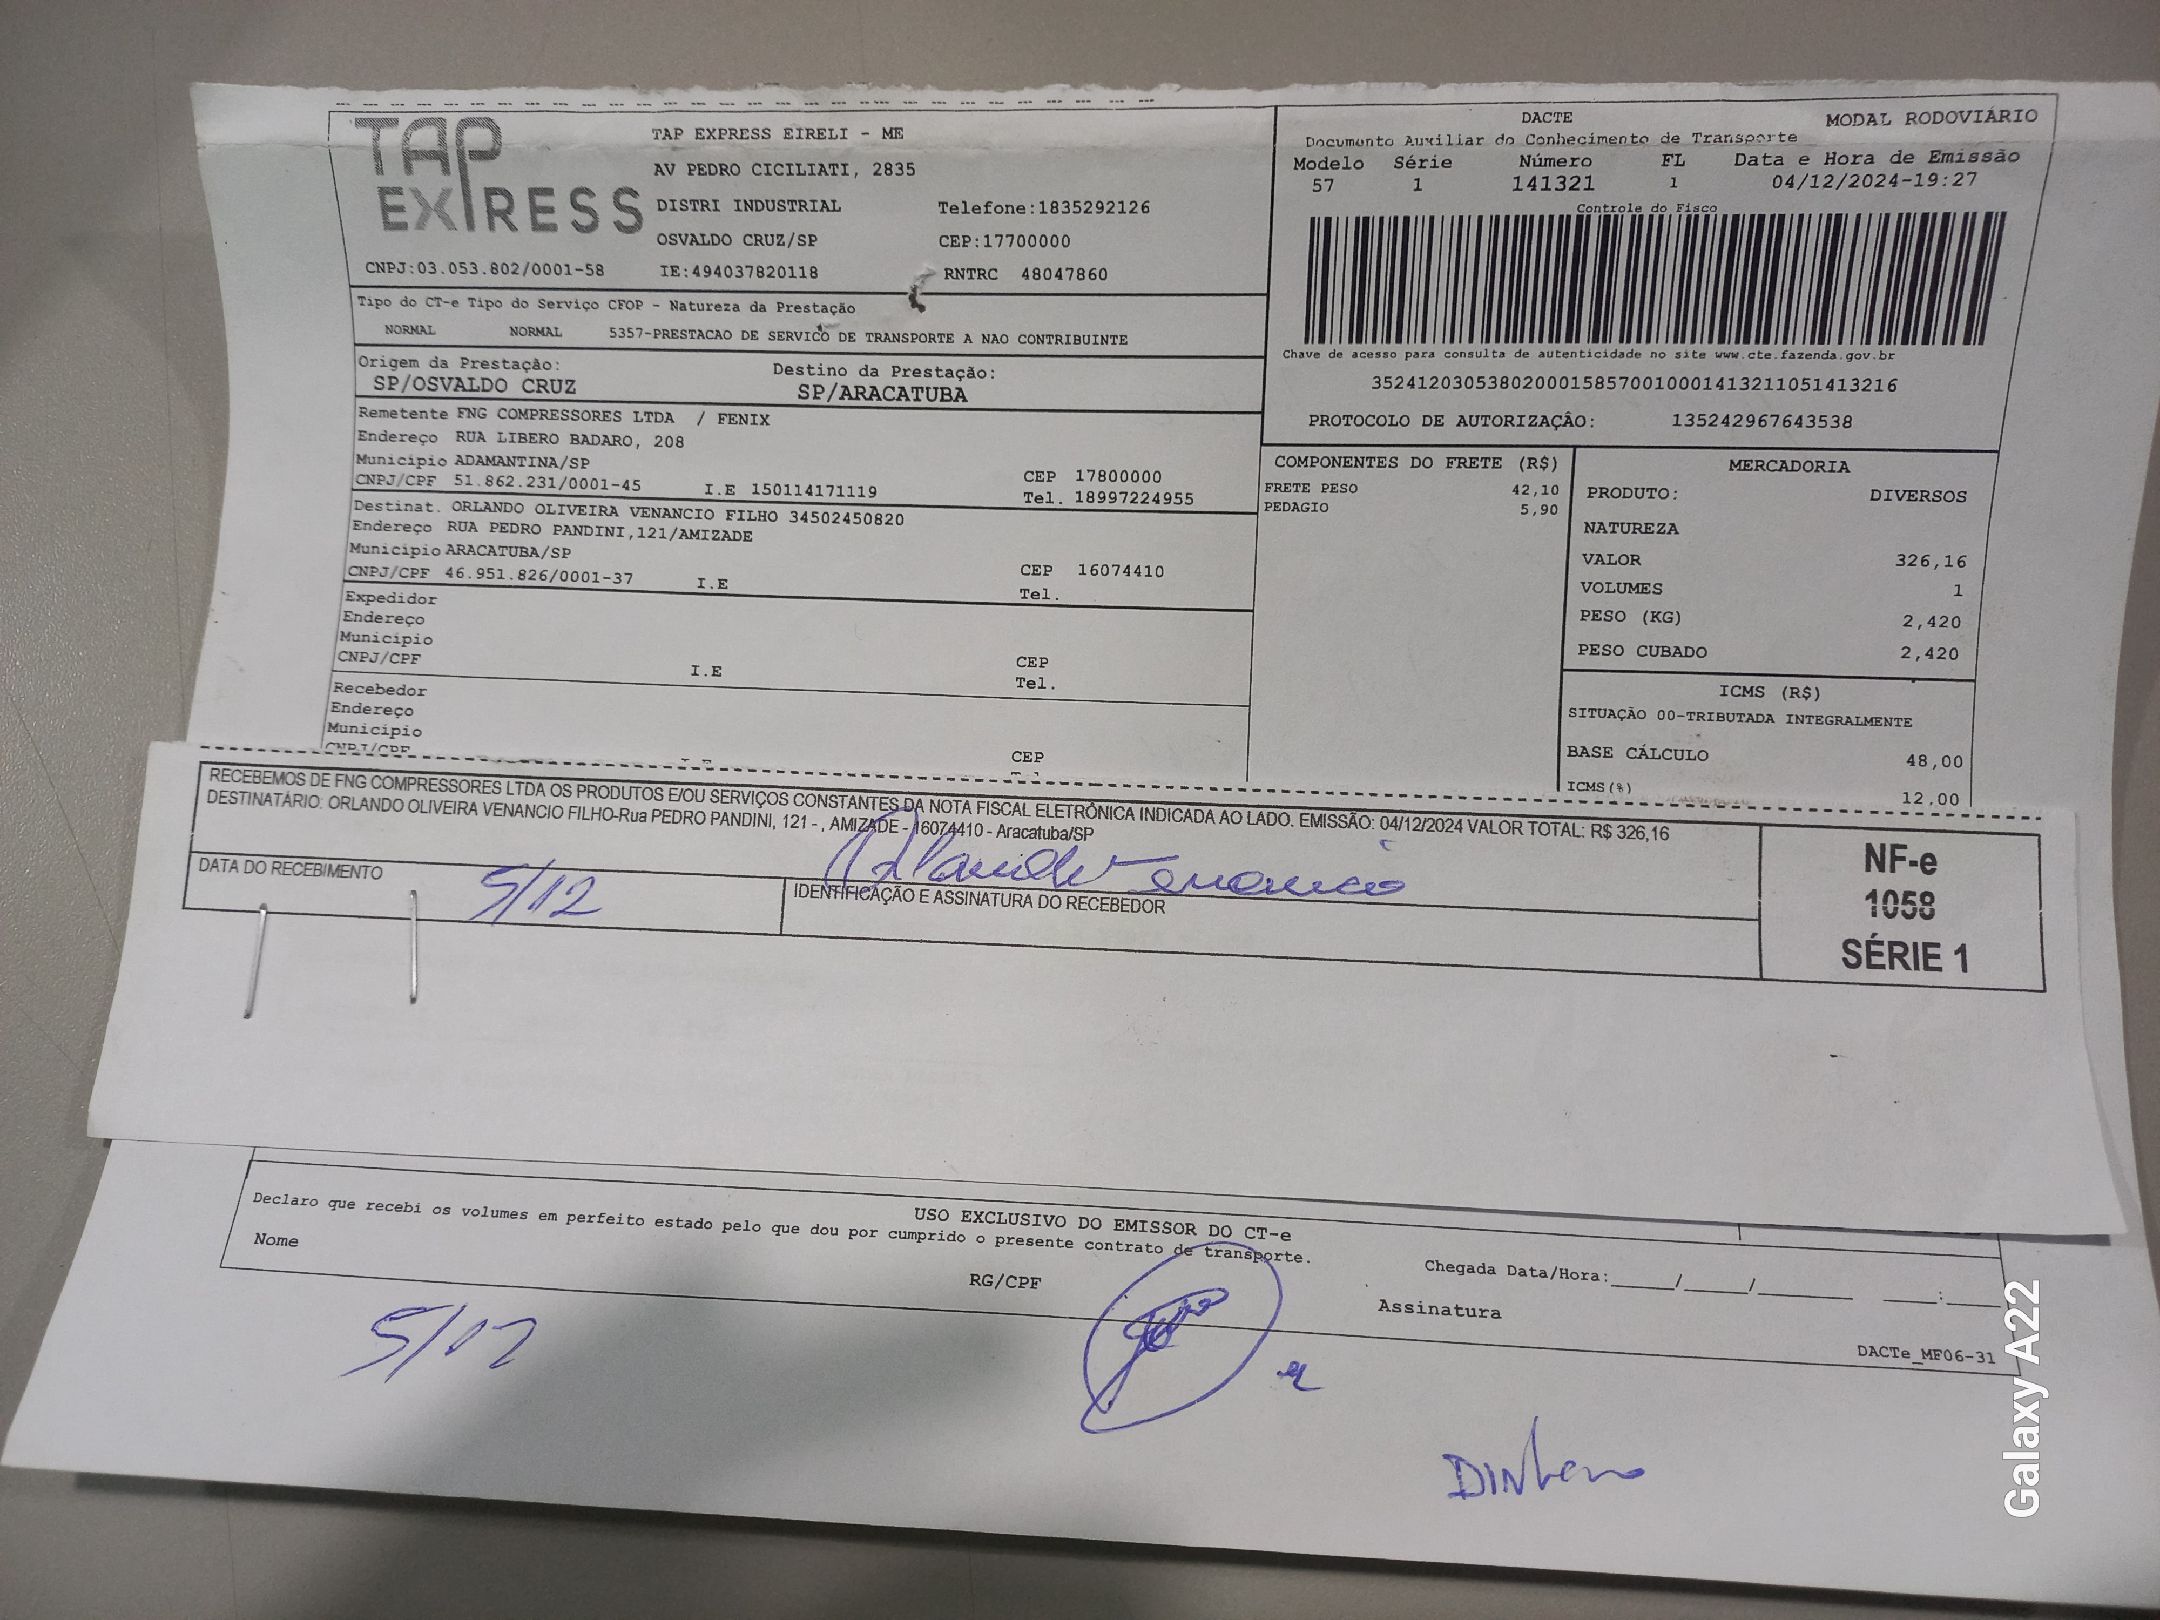 TAP EXPRESS
TAP EXPRESS EIRELI - ME
AV PEDRO CICILIATI, 2835
DISTRI INDUSTRIAL Telefone:1835292126
OSVALDO CRUZ/SP CEP:17700000
CNPJ:03.053.802/0001-58 IE:494037820118 RNTRC 48047860
DACTE MODAL RODOVIÁRIO
Documento Auxiliar do Conhecimento de Transporte
Modelo Série Número FL Data e Hora de Emissão
57 1 141321 1 04/12/2024-19:27
Controle do Fisco
Chave de acesso para consulta de autenticidade no site www.cte.fazenda.gov.br
35241203053802000158570010001413211051413216
PROTOCOLO DE AUTORIZAÇÂO: 135242967643538
Tipo do CT-e Tipo do Serviço CFOP - Natureza da Prestação
NORMAL NORMAL 5357-PRESTACAO DE SERVICO DE TRANSPORTE A NAO CONTRIBUINTE
Origem da Prestação: Destino da Prestação:
SP/OSVALDO CRUZ SP/ARACATUBA
Remetente FNG COMPRESSORES LTDA / FENIX
Endereço RUA LIBERO BADARO, 208
Município ADAMANTINA/SP CEP 17800000
CNPJ/CPF 51.862.231/0001-45 I.E 150114171119 Tel. 18997224955
Destinat. ORLANDO OLIVEIRA VENANCIO FILHO 34502450820
Endereço RUA PEDRO PANDINI,121/AMIZADE
Município ARACATUBA/SP CEP 16074410
CNPJ/CPF 46.951.826/0001-37 I.E Tel.
Expedidor
Endereço
Município CEP
CNPJ/CPF I.E Tel.
Recebedor
Endereço
Município CEP
CNPJ/CPF
COMPONENTES DO FRETE (R$)
FRETE PESO 42,10
PEDAGIO 5,90
MERCADORIA
PRODUTO: DIVERSOS
NATUREZA
VALOR 326,16
VOLUMES 1
PESO (KG) 2,420
PESO CUBADO 2,420
ICMS (R$)
SITUAÇÃO 00-TRIBUTADA INTEGRALMENTE
BASE CÁLCULO 48,00
ICMS(%) 12,00
RECEBEMOS DE FNG COMPRESSORES LTDA OS PRODUTOS E/OU SERVIÇOS CONSTANTES DA NOTA FISCAL ELETRÔNICA INDICADA AO LADO. EMISSÃO: 04/12/2024 VALOR TOTAL: R$ 326,16
DESTINATÁRIO: ORLANDO OLIVEIRA VENANCIO FILHO-Rua PEDRO PANDINI, 121 - , AMIZADE - 16074410 - Aracatuba/SP
DATA DO RECEBIMENTO 5/12
IDENTIFICAÇÃO E ASSINATURA DO RECEBEDOR
NF-e
1058
SÉRIE 1
USO EXCLUSIVO DO EMISSOR DO CT-e
Declaro que recebi os volumes em perfeito estado pelo que dou por cumprido o presente contrato de transporte.
Nome RG/CPF Assinatura
Chegada Data/Hora:_____/_____/_______ ____:____
DACTe_MF06-31
5/12
Galaxy A22